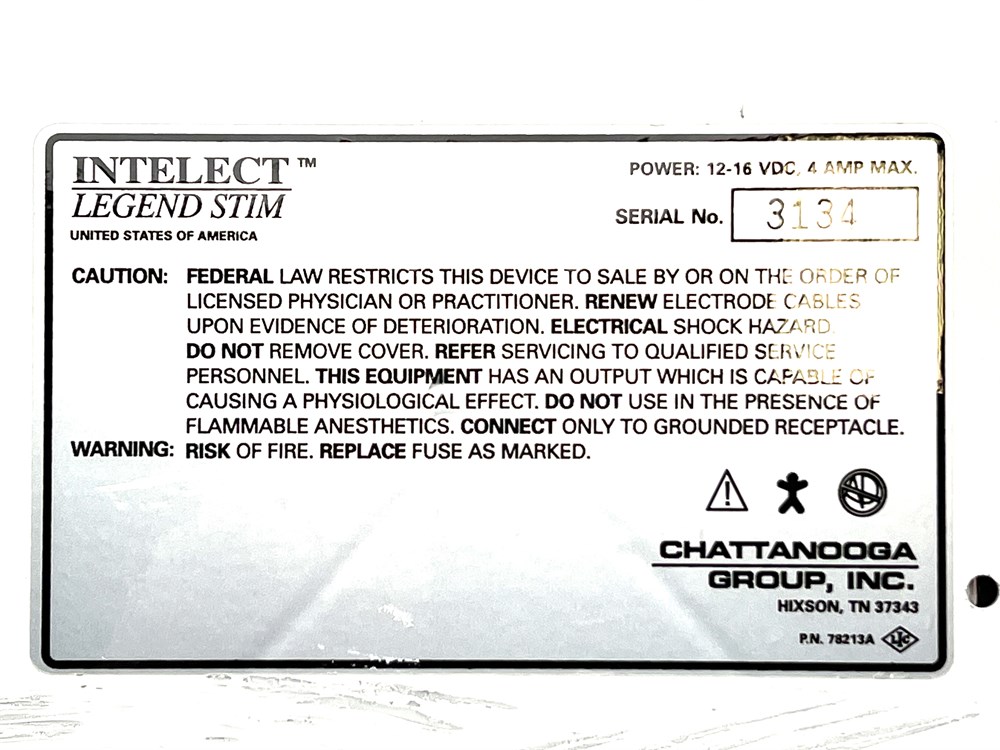 INTELECT™
LEGEND STIM
UNITED STATES OF AMERICA
POWER: 12-16 VDC, 4 AMP MAX.
SERIAL No. 3134
CAUTION: FEDERAL LAW RESTRICTS THIS DEVICE TO SALE BY OR ON THE ORDER OF
LICENSED PHYSICIAN OR PRACTITIONER. RENEW ELECTRODE CABLES
UPON EVIDENCE OF DETERIORATION. ELECTRICAL SHOCK HAZARD.
DO NOT REMOVE COVER. REFER SERVICING TO QUALIFIED SERVICE
PERSONNEL. THIS EQUIPMENT HAS AN OUTPUT WHICH IS CAPABLE OF
CAUSING A PHYSIOLOGICAL EFFECT. DO NOT USE IN THE PRESENCE OF
FLAMMABLE ANESTHETICS. CONNECT ONLY TO GROUNDED RECEPTACLE.
WARNING: RISK OF FIRE. REPLACE FUSE AS MARKED.
CHATTANOOGA
GROUP, INC.
HIXSON, TN 37343
P.N. 78213A